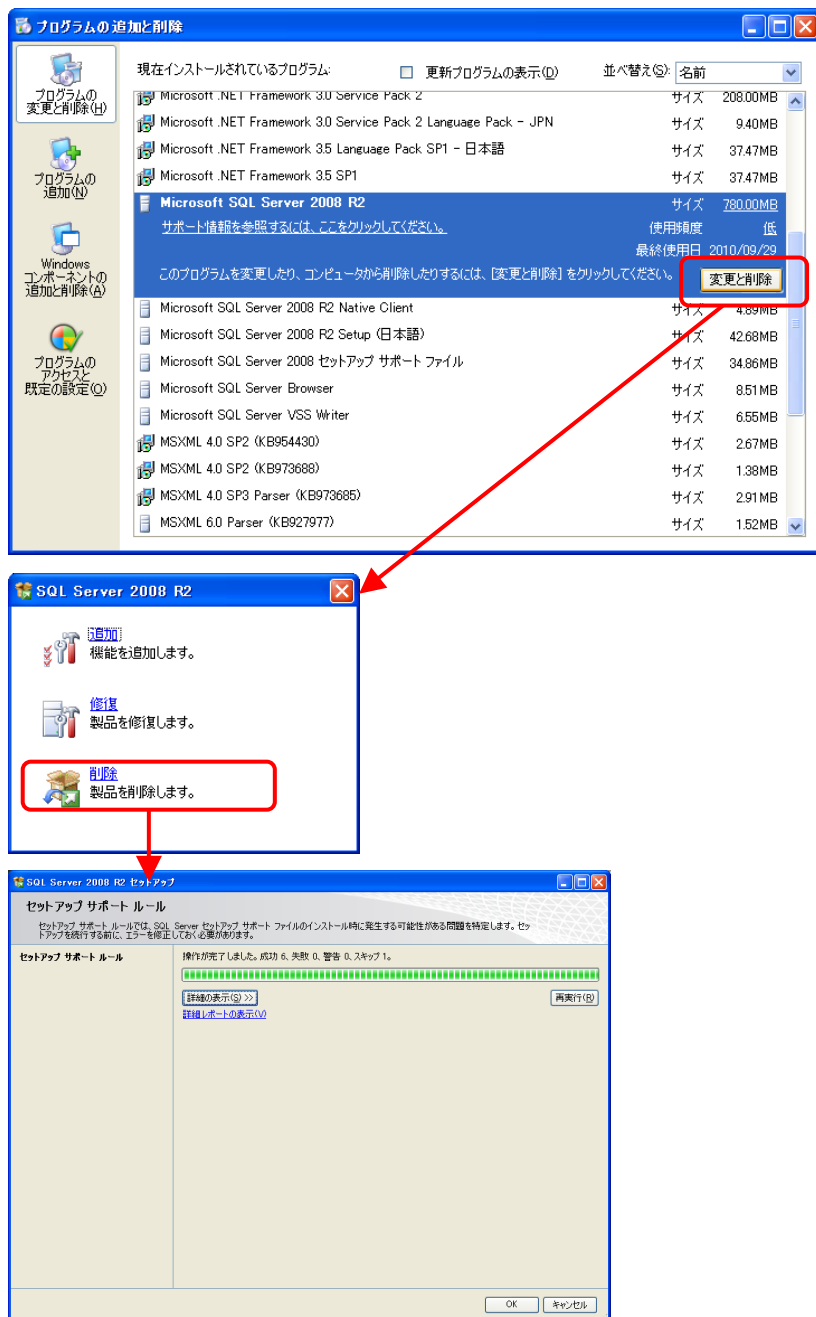 プログラムの追加と削除
プログラムの
変更と削除(H)
プログラムの
追加(N)
Windows
コンポーネントの
追加と削除(A)
プログラムの
アクセスと
既定の設定(O)
現在インストールされているプログラム:
更新プログラムの表示(D)
並べ替え(S): 名前
Microsoft .NET Framework 3.0 Service Pack 2 サイズ 208.00MB
Microsoft .NET Framework 3.0 Service Pack 2 Language Pack - JPN サイズ 9.40MB
Microsoft .NET Framework 3.5 Language Pack SP1 - 日本語 サイズ 37.47MB
Microsoft .NET Framework 3.5 SP1 サイズ 37.47MB
Microsoft SQL Server 2008 R2 サイズ 780.00MB
サポート情報を参照するには、ここをクリックしてください。 使用頻度 低
最終使用日 2010/09/29
このプログラムを変更したり、コンピュータから削除したりするには、[変更と削除] をクリックしてください。 変更と削除
Microsoft SQL Server 2008 R2 Native Client サイズ 4.89MB
Microsoft SQL Server 2008 R2 Setup (日本語) サイズ 42.68MB
Microsoft SQL Server 2008 セットアップ サポート ファイル サイズ 34.86MB
Microsoft SQL Server Browser サイズ 8.51MB
Microsoft SQL Server VSS Writer サイズ 6.55MB
MSXML 4.0 SP2 (KB954430) サイズ 2.67MB
MSXML 4.0 SP2 (KB973688) サイズ 1.38MB
MSXML 4.0 SP3 Parser (KB973685) サイズ 2.91MB
MSXML 6.0 Parser (KB927977) サイズ 1.52MB
SQL Server 2008 R2
追加
機能を追加します。
修復
製品を修復します。
削除
製品を削除します。
SQL Server 2008 R2 セットアップ
セットアップ サポート ルール
セットアップ サポート ルールでは、SQL Server セットアップ サポート ファイルのインストール時に発生する可能性がある問題を特定します。セッ
トアップを続行する前に、エラーを修正しておく必要があります。
セットアップ サポート ルール
操作が完了しました。成功 6、失敗 0、警告 0、スキップ 1。
詳細の表示(S) >> 再実行(R)
詳細レポートの表示(V)
OK キャンセル